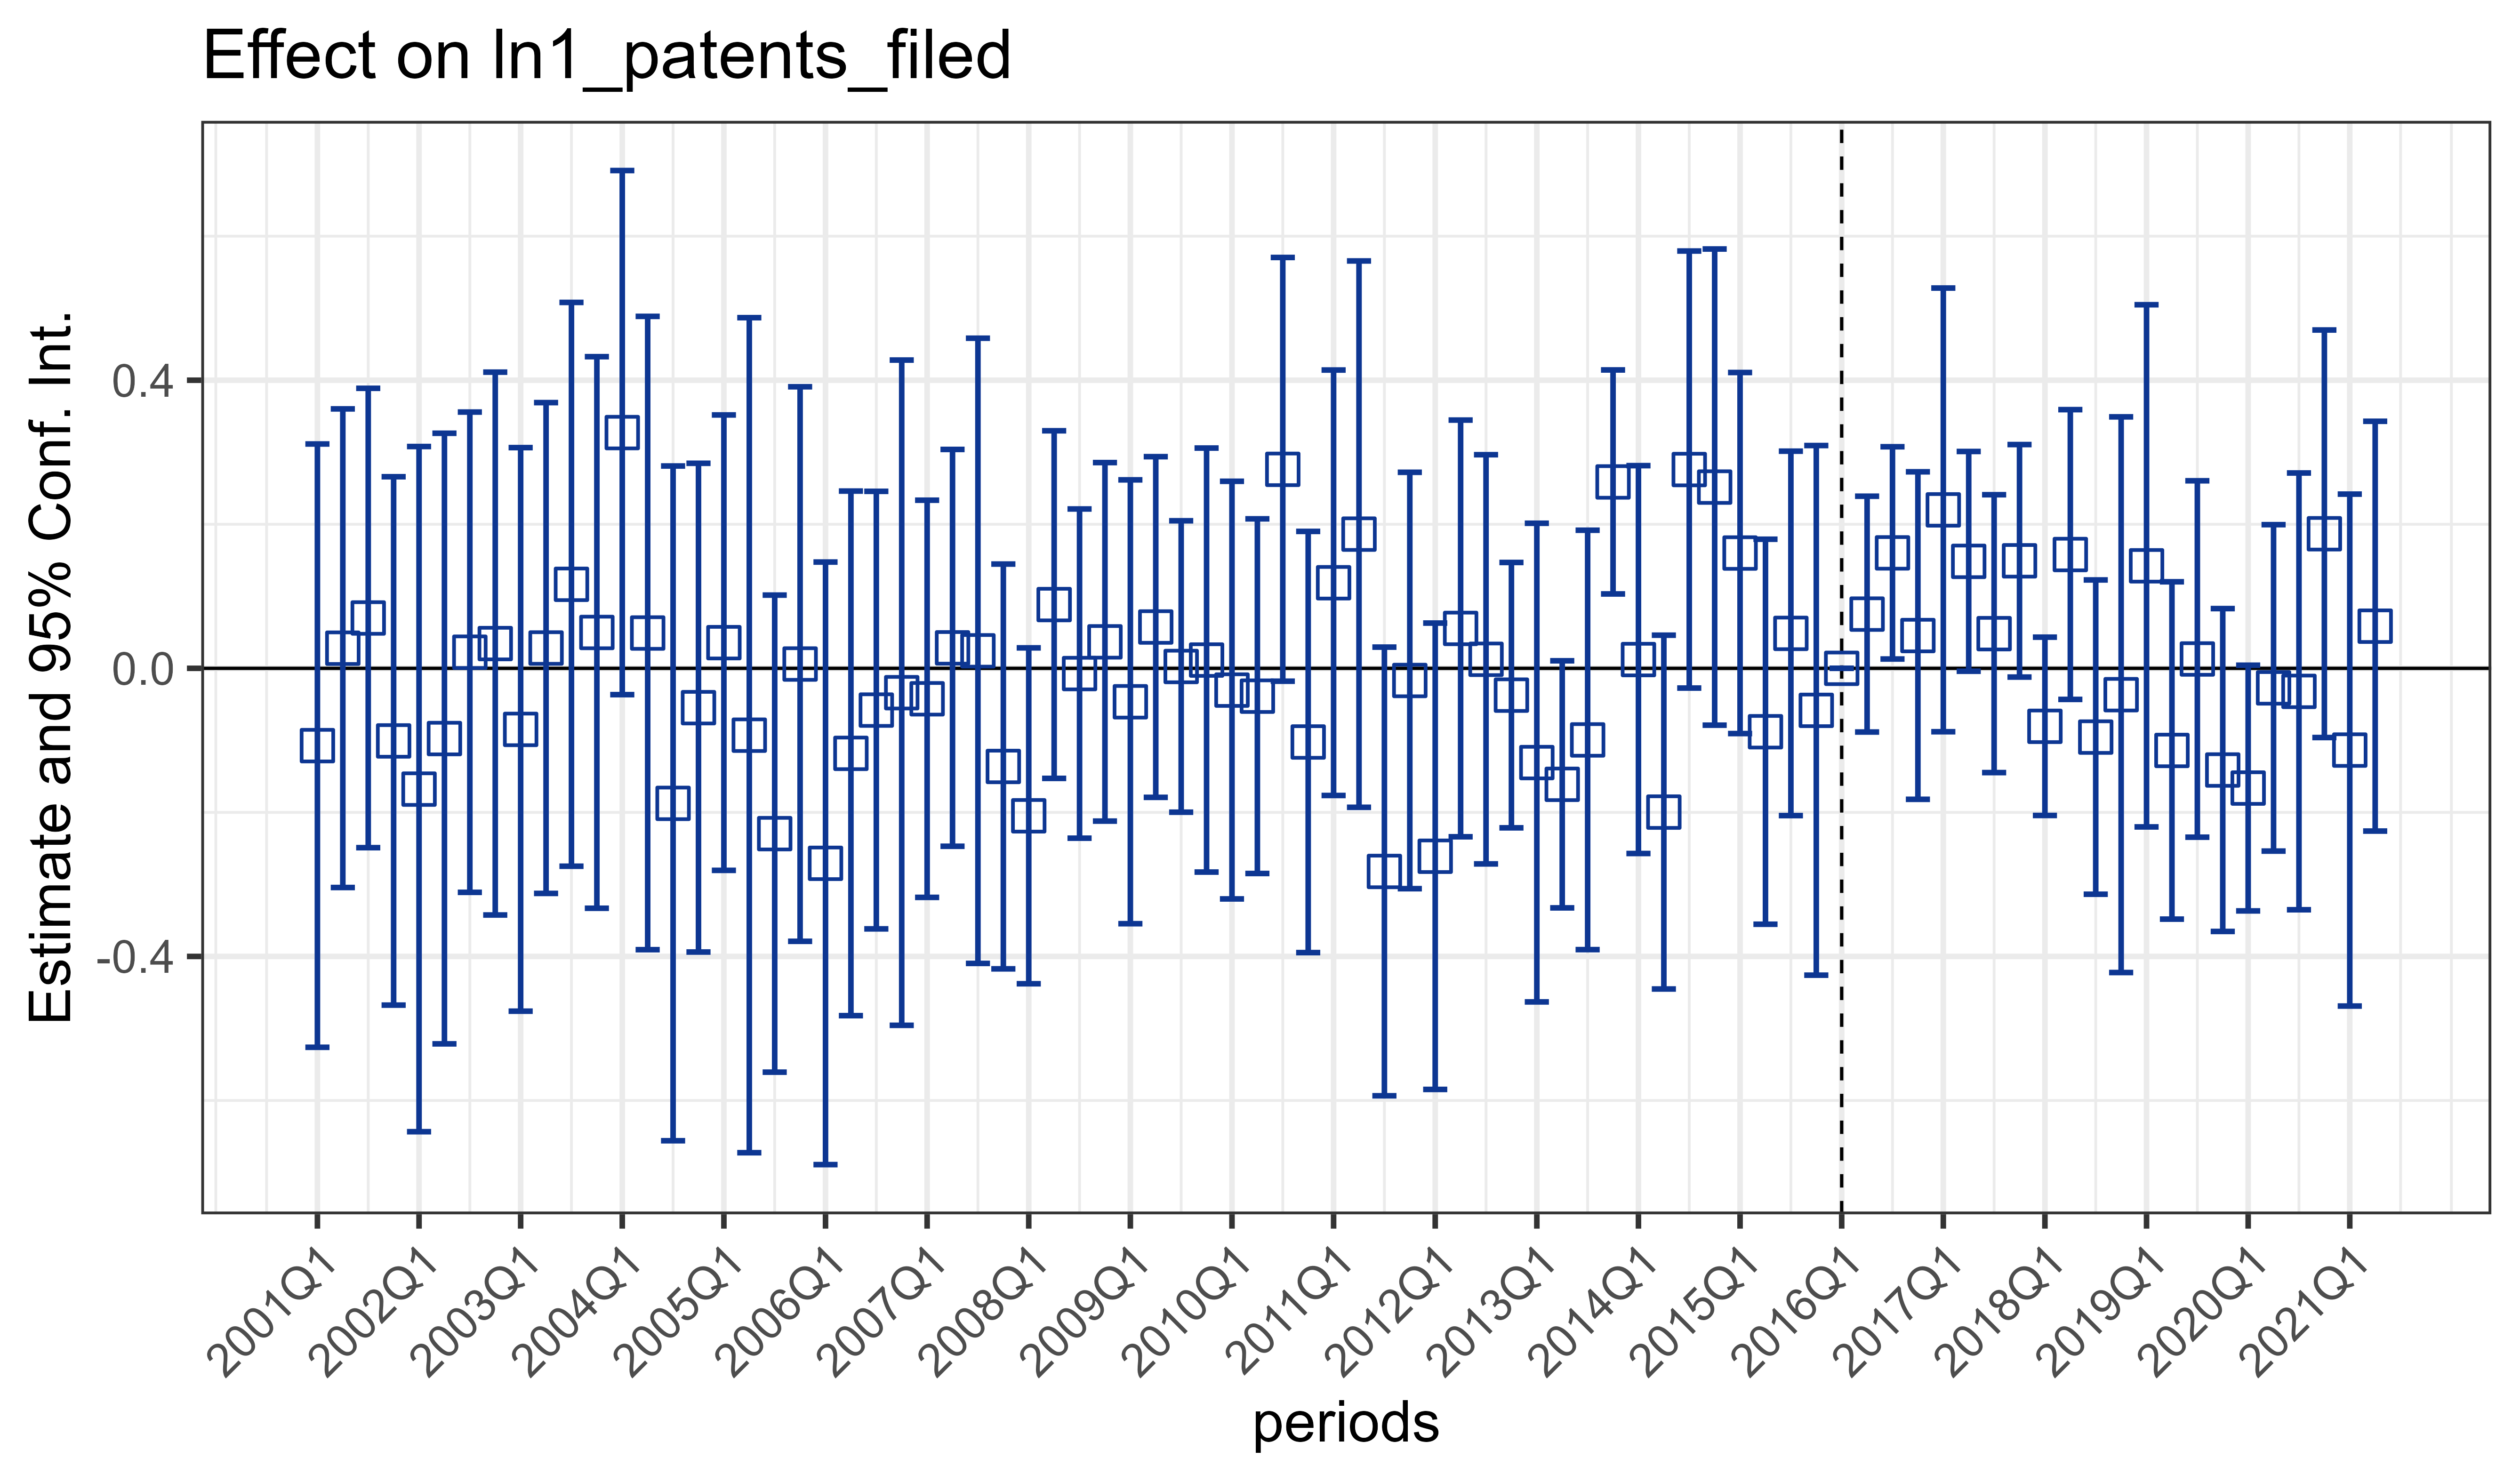 Effect on ln1_patents_filed
Estimate and 95% Conf. Int.
0.4
0.0
-0.4
2001Q1
2002Q1
2003Q1
2004Q1
2005Q1
2006Q1
2007Q1
2008Q1
2009Q1
2010Q1
2011Q1
2012Q1
2013Q1
2014Q1
2015Q1
2016Q1
2017Q1
2018Q1
2019Q1
2020Q1
2021Q1
periods